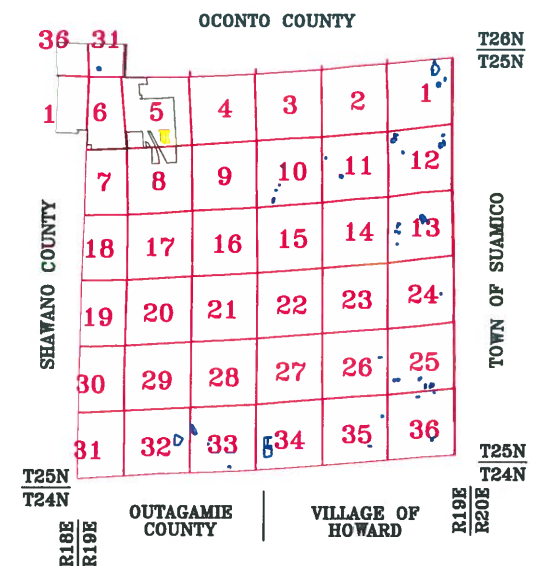 OCONTO COUNTY
36 31
T26N
T25N
1 6 5 4 3 2 1
7 8 9 10 11 12
18 17 16 15 14 13
19 20 21 22 23 24
30 29 28 27 26 25
31 32 33 34 35 36
SHAWANO COUNTY
TOWN OF SUAMICO
T25N
T24N
T25N
T24N
OUTAGAMIE
COUNTY
VILLAGE OF
HOWARD
R18E
R19E
R19E
R20E